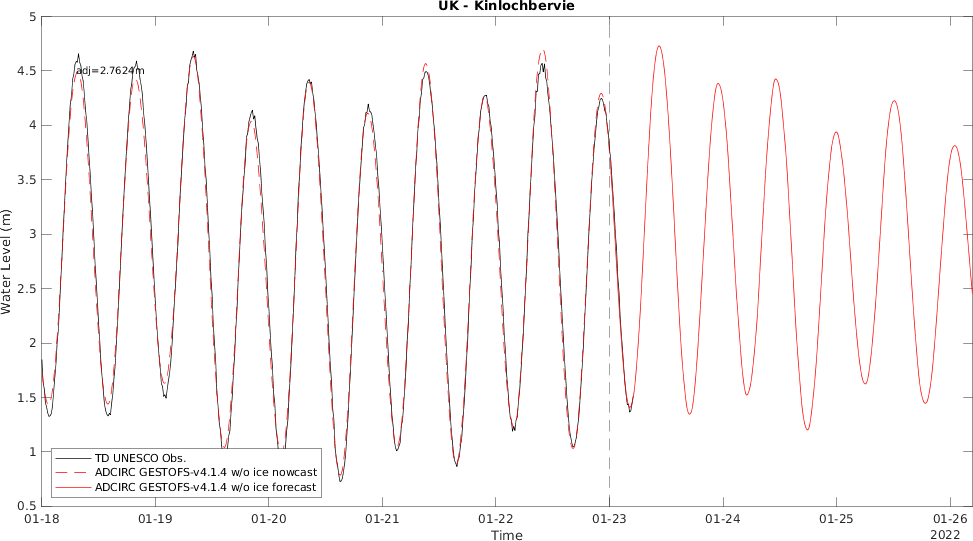 UK - Kinlochbervie
5
4.5
4
3.5
3
2.5
2
1.5
1
0.5
Water Level (m)
adj=2.7624m
TD UNESCO Obs.
ADCIRC GESTOFS-v4.1.4 w/o ice nowcast
ADCIRC GESTOFS-v4.1.4 w/o ice forecast
01-18 01-19 01-20 01-21 01-22 01-23 01-24 01-25 01-26
2022
Time